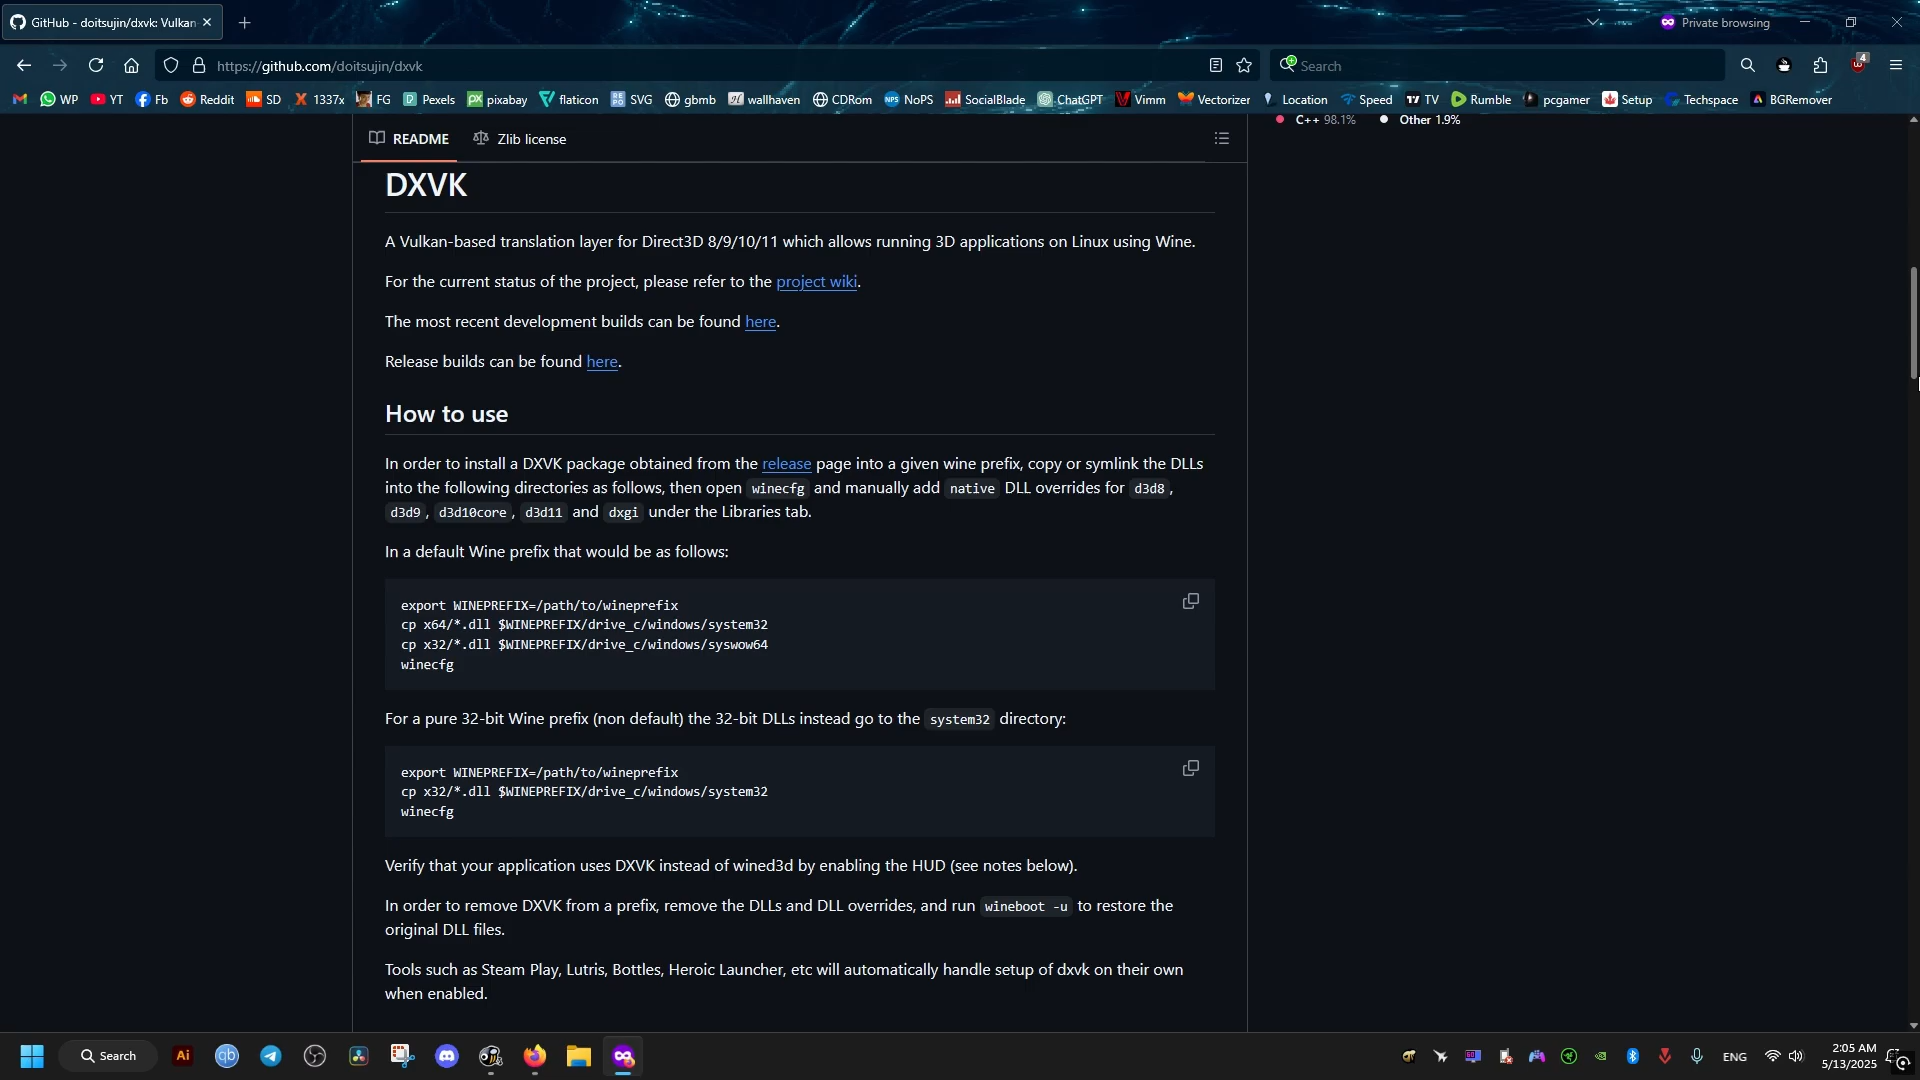 GitHub - doitsujin/dxvk: Vulkan
Private browsing
https://github.com/doitsujin/dxvk
Search
4
WP YT Fb Reddit SD 1337x FG Pexels pixabay flaticon SVG gbmb wallhaven CDRom NoPS SocialBlade ChatGPT Vimm Vectorizer Location Speed TV Rumble pcgamer Setup Techspace BGRemover
C++ 98.1% Other 1.9%
README Zlib license
DXVK
A Vulkan-based translation layer for Direct3D 8/9/10/11 which allows running 3D applications on Linux using Wine.
For the current status of the project, please refer to the project wiki.
The most recent development builds can be found here.
Release builds can be found here.
How to use
In order to install a DXVK package obtained from the release page into a given wine prefix, copy or symlink the DLLs
into the following directories as follows, then open winecfg and manually add native DLL overrides for d3d8,
d3d9, d3d10core, d3d11 and dxgi under the Libraries tab.
In a default Wine prefix that would be as follows:
export WINEPREFIX=/path/to/wineprefix
cp x64/*.dll $WINEPREFIX/drive_c/windows/system32
cp x32/*.dll $WINEPREFIX/drive_c/windows/syswow64
winecfg
For a pure 32-bit Wine prefix (non default) the 32-bit DLLs instead go to the system32 directory:
export WINEPREFIX=/path/to/wineprefix
cp x32/*.dll $WINEPREFIX/drive_c/windows/system32
winecfg
Verify that your application uses DXVK instead of wined3d by enabling the HUD (see notes below).
In order to remove DXVK from a prefix, remove the DLLs and DLL overrides, and run wineboot -u to restore the
original DLL files.
Tools such as Steam Play, Lutris, Bottles, Heroic Launcher, etc will automatically handle setup of dxvk on their own
when enabled.
Search
Ai
qb
ENG
2:05 AM
5/13/2025